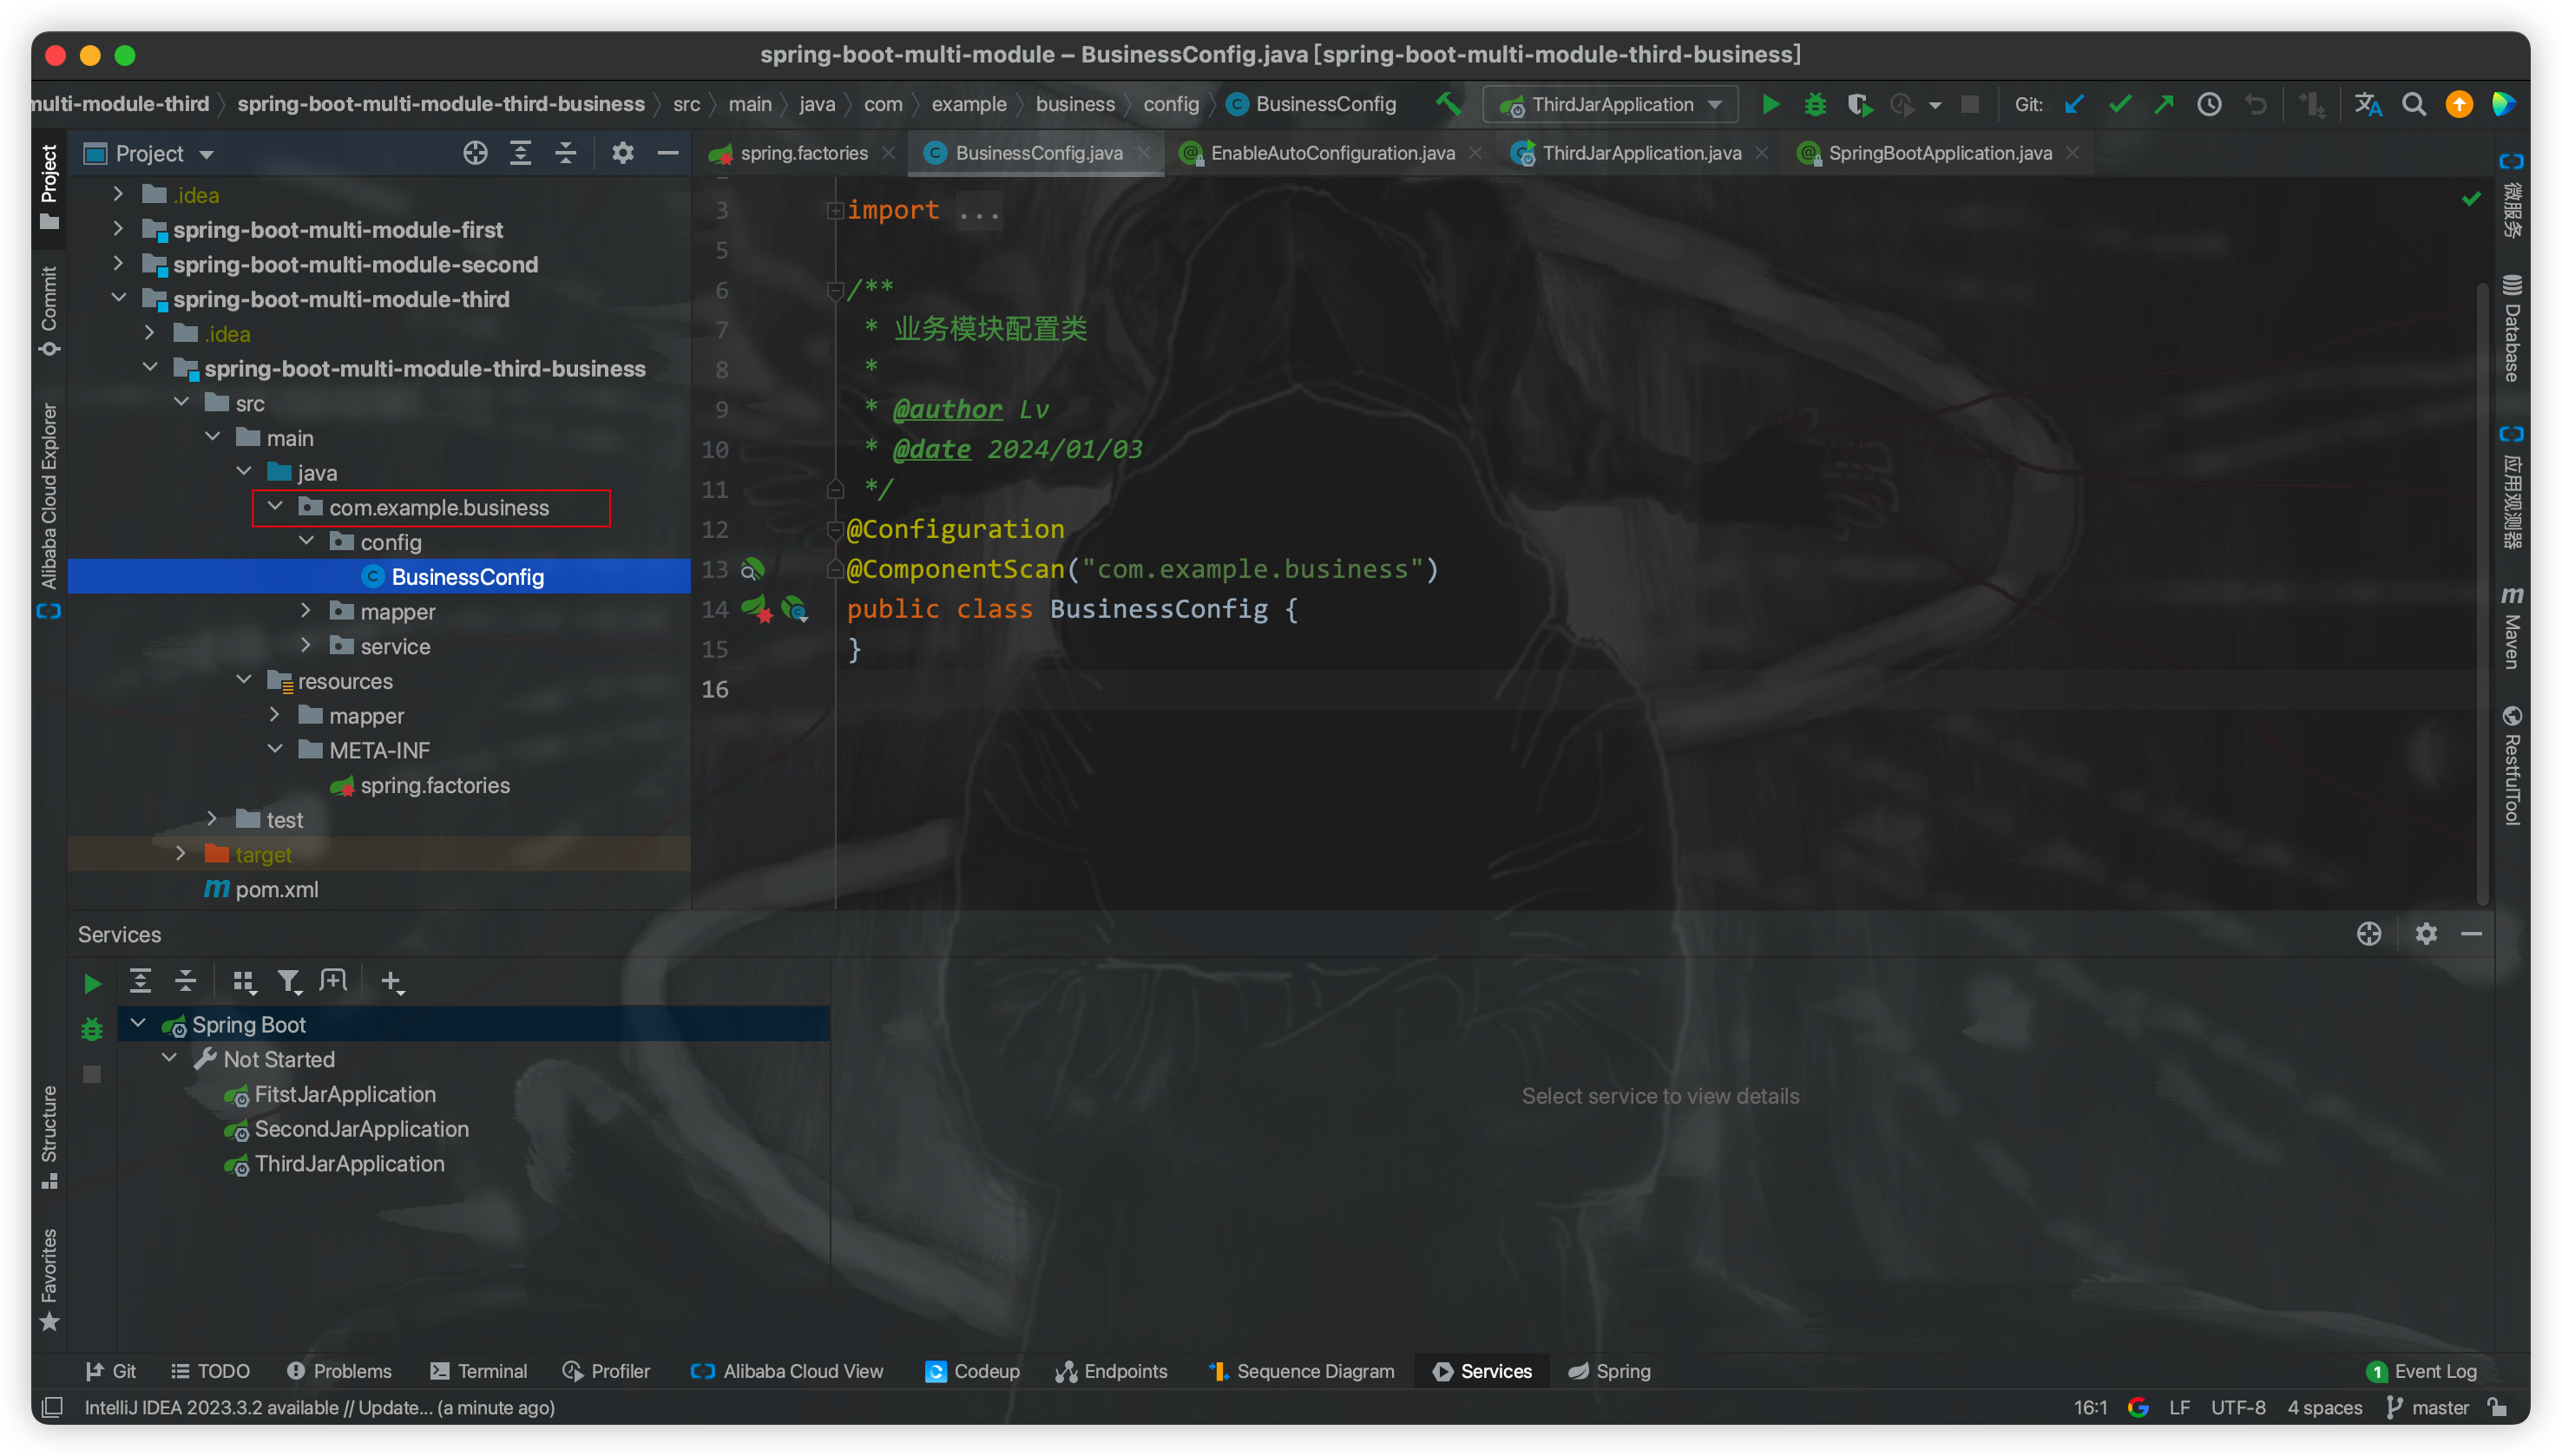 spring-boot-multi-module – BusinessConfig.java [spring-boot-multi-module-third-business]
multi-module-third spring-boot-multi-module-third-business src main java com example business config BusinessConfig ThirdJarApplication Git:
Project
spring.factories BusinessConfig.java EnableAutoConfiguration.java ThirdJarApplication.java SpringBootApplication.java
Project
Commit
Alibaba Cloud Explorer
Structure
Favorites
.idea
spring-boot-multi-module-first
spring-boot-multi-module-second
spring-boot-multi-module-third
.idea
spring-boot-multi-module-third-business
src
main
java
com.example.business
config
BusinessConfig
mapper
service
resources
mapper
META-INF
spring.factories
test
target
pom.xml
3 import ...
5
6 /**
7 * 业务模块配置类
8 *
9 * @author Lv
10 * @date 2024/01/03
11 */
12 @Configuration
13 @ComponentScan("com.example.business")
14 public class BusinessConfig {
15 }
16
微服务
Database
应用观测器
Maven
RestfulTool
Services
Spring Boot
Not Started
FitstJarApplication
SecondJarApplication
ThirdJarApplication
Select service to view details
Git TODO Problems Terminal Profiler Alibaba Cloud View Codeup Endpoints Sequence Diagram Services Spring 1 Event Log
IntelliJ IDEA 2023.3.2 available // Update... (a minute ago) 16:1 LF UTF-8 4 spaces master